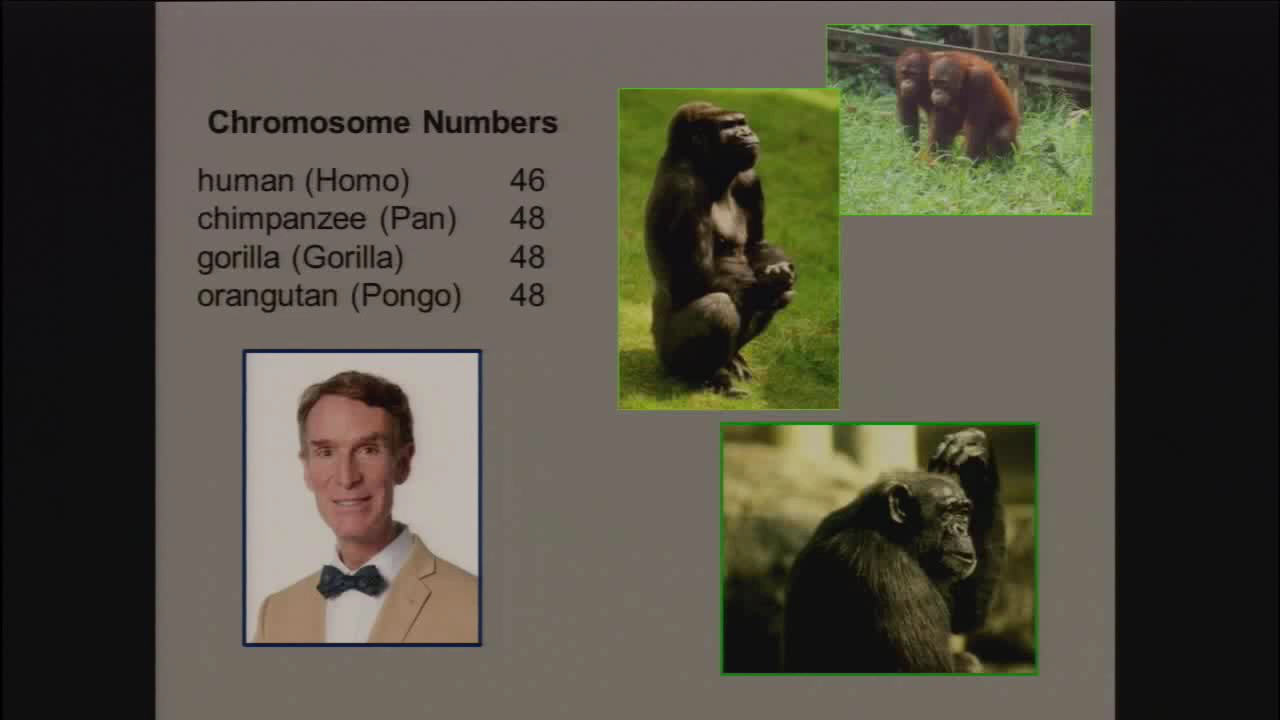 Chromosome Numbers
human (Homo) 46
chimpanzee (Pan) 48
gorilla (Gorilla) 48
orangutan (Pongo) 48